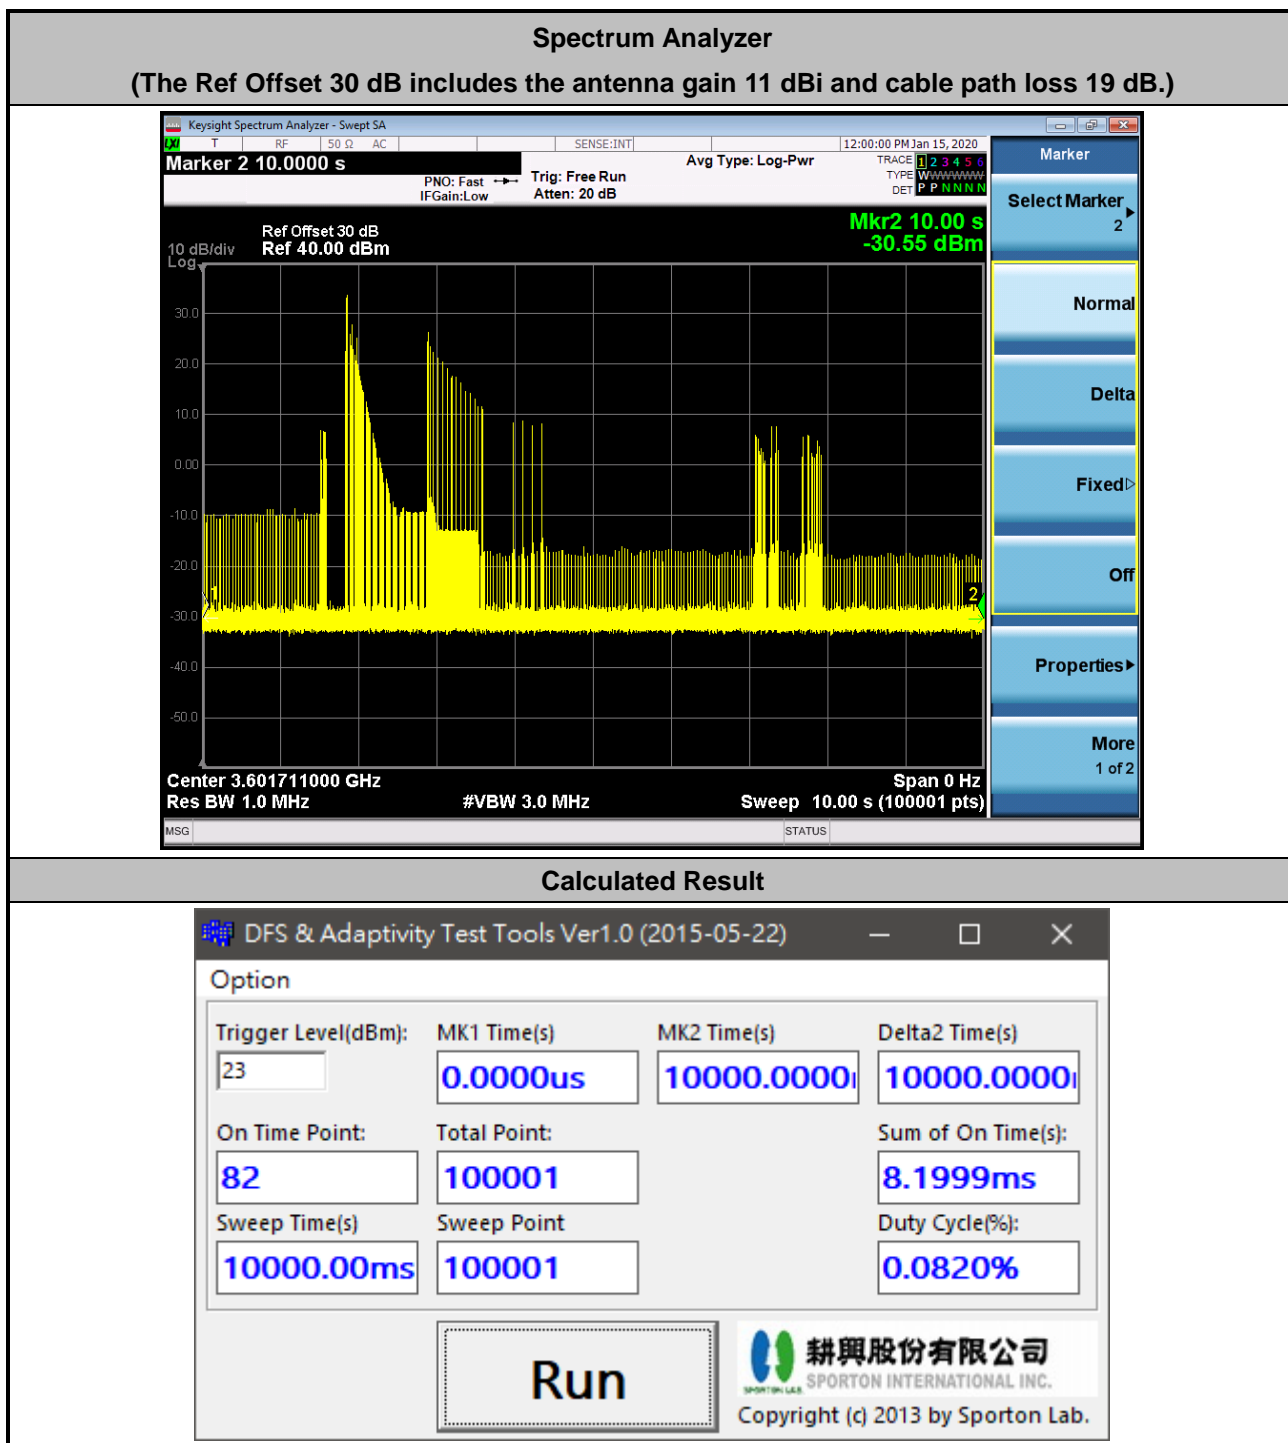 Spectrum Analyzer
(The Ref Offset 30 dB includes the antenna gain 11 dBi and cable path loss 19 dB.)
Keysight Spectrum Analyzer - Swept SA
LXI T RF 50 Ω AC SENSE:INT 12:00:00 PM Jan 15, 2020
Marker 2 10.0000 s
PNO: Fast
IFGain:Low
Trig: Free Run
Atten: 20 dB
Avg Type: Log-Pwr
TRACE 1 2 3 4 5 6
TYPE WWWWWW
DET P P N N N N
Mkr2 10.00 s
-30.55 dBm
Ref Offset 30 dB
10 dB/div Ref 40.00 dBm
Log
30.0
20.0
10.0
0.00
-10.0
-20.0
-30.0
-40.0
-50.0
1
2
Center 3.601711000 GHz Span 0 Hz
Res BW 1.0 MHz #VBW 3.0 MHz Sweep 10.00 s (100001 pts)
MSG STATUS
Marker
Select Marker
2
Normal
Delta
Fixed
Off
Properties
More
1 of 2
Calculated Result
DFS & Adaptivity Test Tools Ver1.0 (2015-05-22)
Option
Trigger Level(dBm): MK1 Time(s) MK2 Time(s) Delta2 Time(s)
23 0.0000us 10000.0000 10000.0000
On Time Point: Total Point: Sum of On Time(s):
82 100001 8.1999ms
Sweep Time(s) Sweep Point Duty Cycle(%):
10000.00ms 100001 0.0820%
Run
耕興股份有限公司
SPORTON LAB. SPORTON INTERNATIONAL INC.
Copyright (c) 2013 by Sporton Lab.